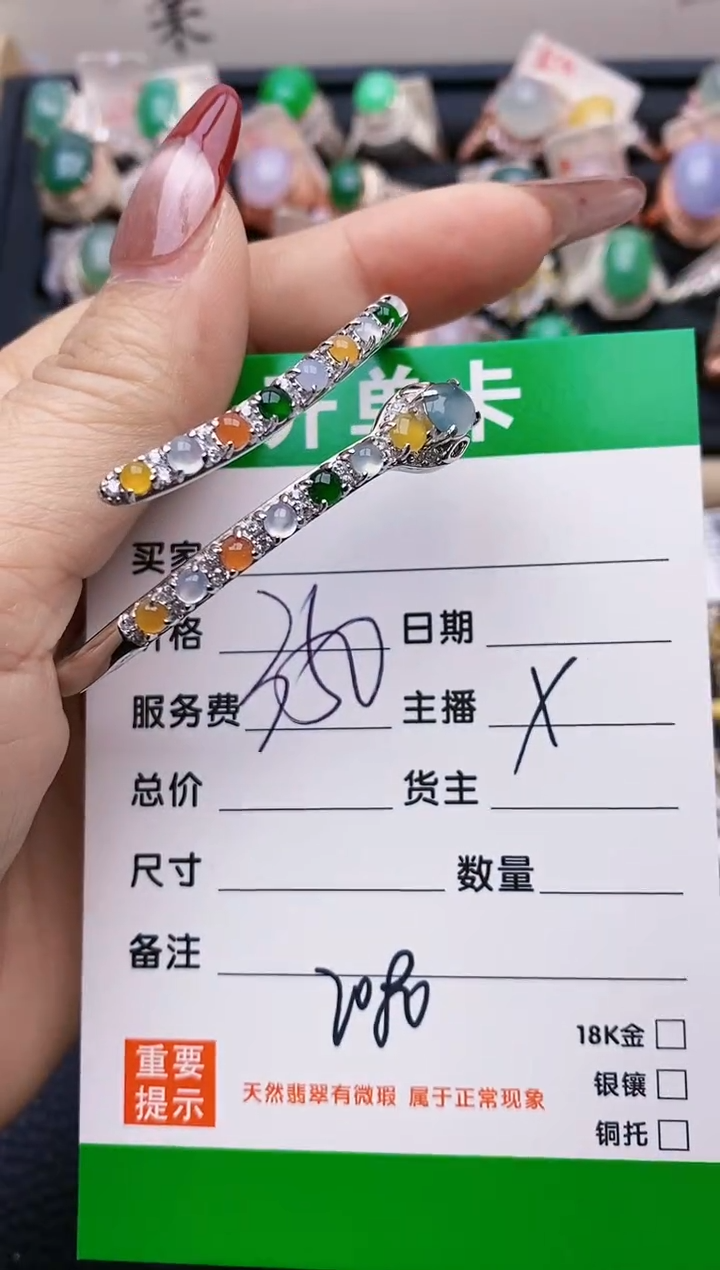 开单卡
买家
价格 350 日期
服务费 主播 X
总价 货主
尺寸 数量
备注
2080
18K金
重要
提示
天然翡翠有微瑕 属于正常现象
银镶
铜托